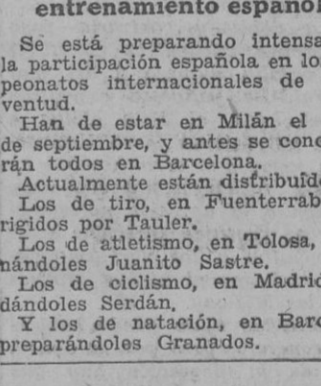 entrenamiento español
Se está preparando intensa
la participación española en lo
peonatos internacionales de
ventud.
Han de estar en Milán el
de septiembre, y antes se conc
rán todos en Barcelona.
Actualmente están distribuíd
Los de tiro, en Fuenterrab
rigidos por Tauler.
Los de atletismo, en Tolosa,
nándoles Juanito Sastre.
Los de ciclismo, en Madri
dándoles Serdán.
Y los de natación, en Barc
preparándoles Granados.